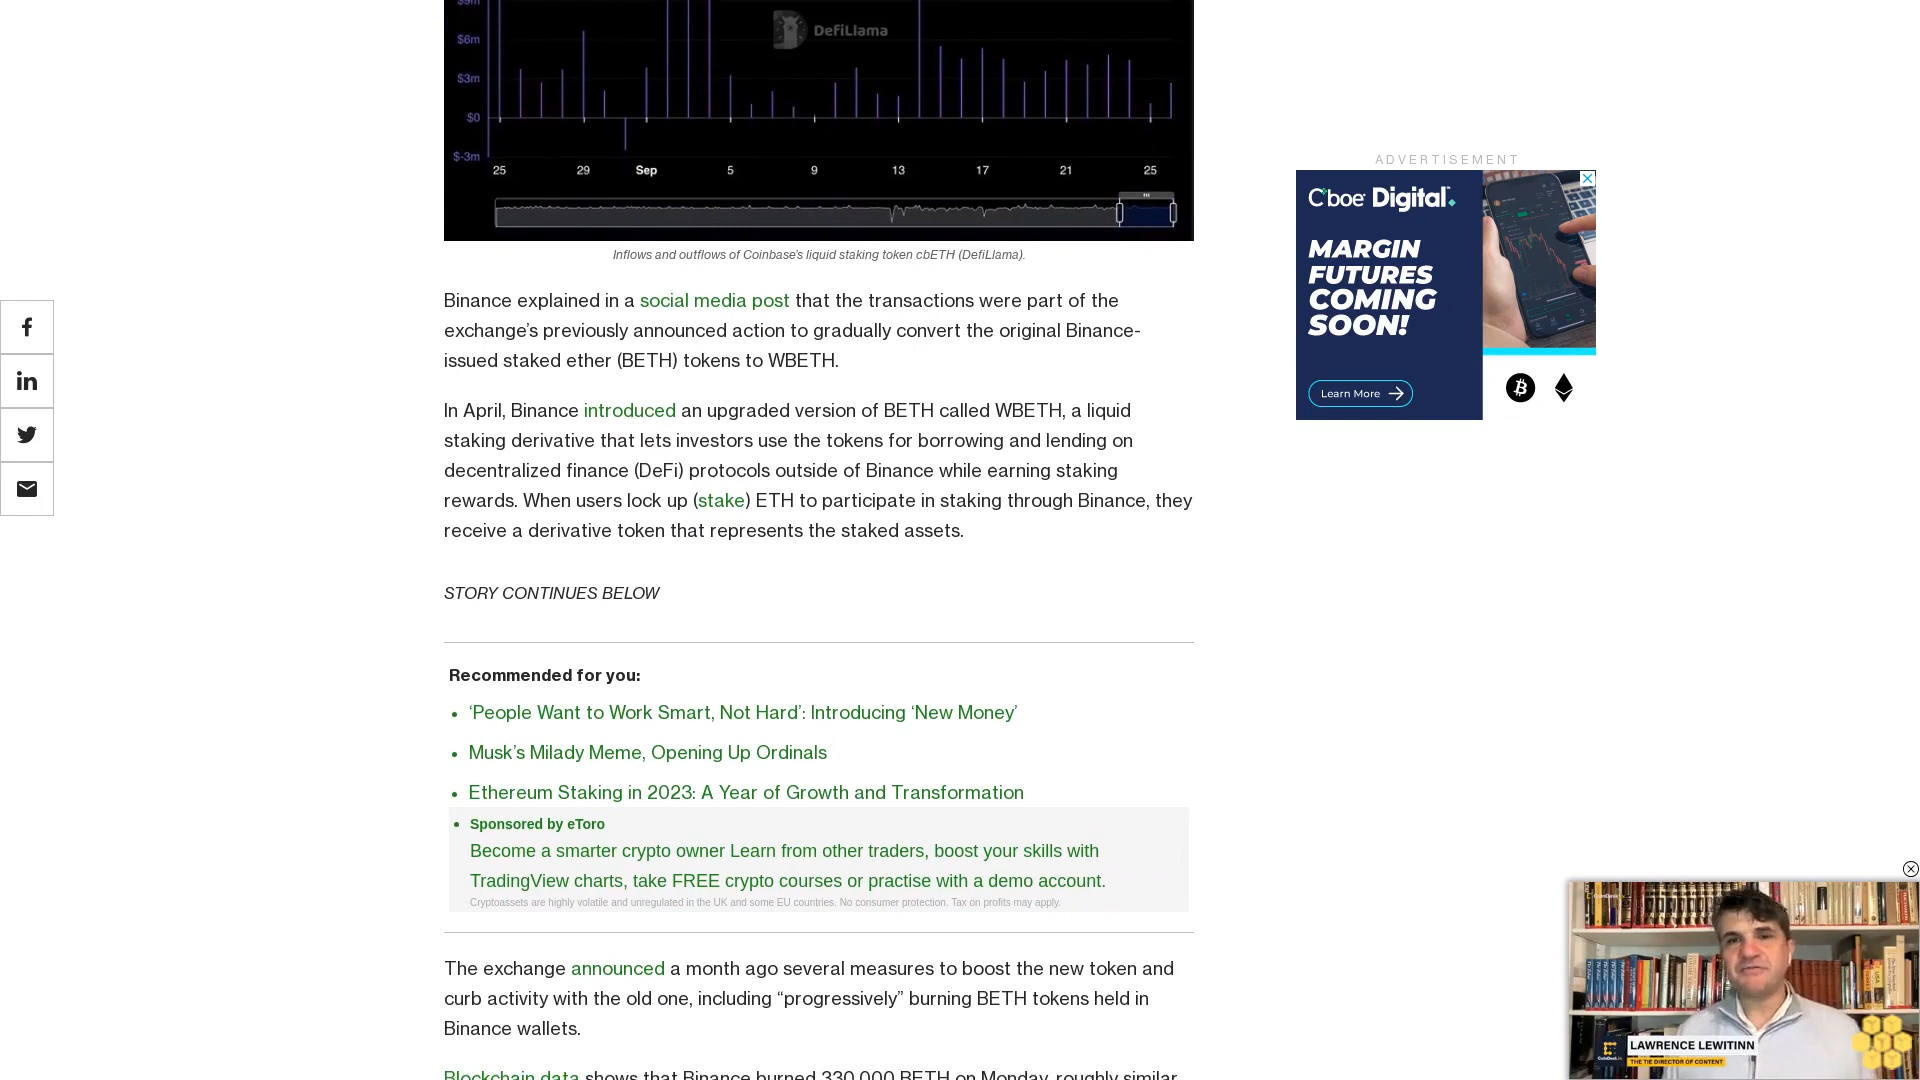 $9m
DefiLlama
$6m
$3m
$0
$-3m
25 29 Sep 5 9 13 17 21 25
Inflows and outflows of Coinbase's liquid staking token cbETH (DefiLlama).
Binance explained in a social media post that the transactions were part of the
exchange’s previously announced action to gradually convert the original Binance-
issued staked ether (BETH) tokens to WBETH.
In April, Binance introduced an upgraded version of BETH called WBETH, a liquid
staking derivative that lets investors use the tokens for borrowing and lending on
decentralized finance (DeFi) protocols outside of Binance while earning staking
rewards. When users lock up (stake) ETH to participate in staking through Binance, they
receive a derivative token that represents the staked assets.
STORY CONTINUES BELOW
Recommended for you:
‘People Want to Work Smart, Not Hard’: Introducing ‘New Money’
Musk’s Milady Meme, Opening Up Ordinals
Ethereum Staking in 2023: A Year of Growth and Transformation
Sponsored by eToro
Become a smarter crypto owner Learn from other traders, boost your skills with
TradingView charts, take FREE crypto courses or practise with a demo account.
Cryptoassets are highly volatile and unregulated in the UK and some EU countries. No consumer protection. Tax on profits may apply.
The exchange announced a month ago several measures to boost the new token and
curb activity with the old one, including “progressively” burning BETH tokens held in
Binance wallets.
Blockchain data shows that Binance burned 330,000 BETH on Monday, roughly similar
ADVERTISEMENT
Cboe Digital
MARGIN
FUTURES
COMING
SOON!
Learn More
CoinDesk
LAWRENCE LEWITINN
THE TIE DIRECTOR OF CONTENT